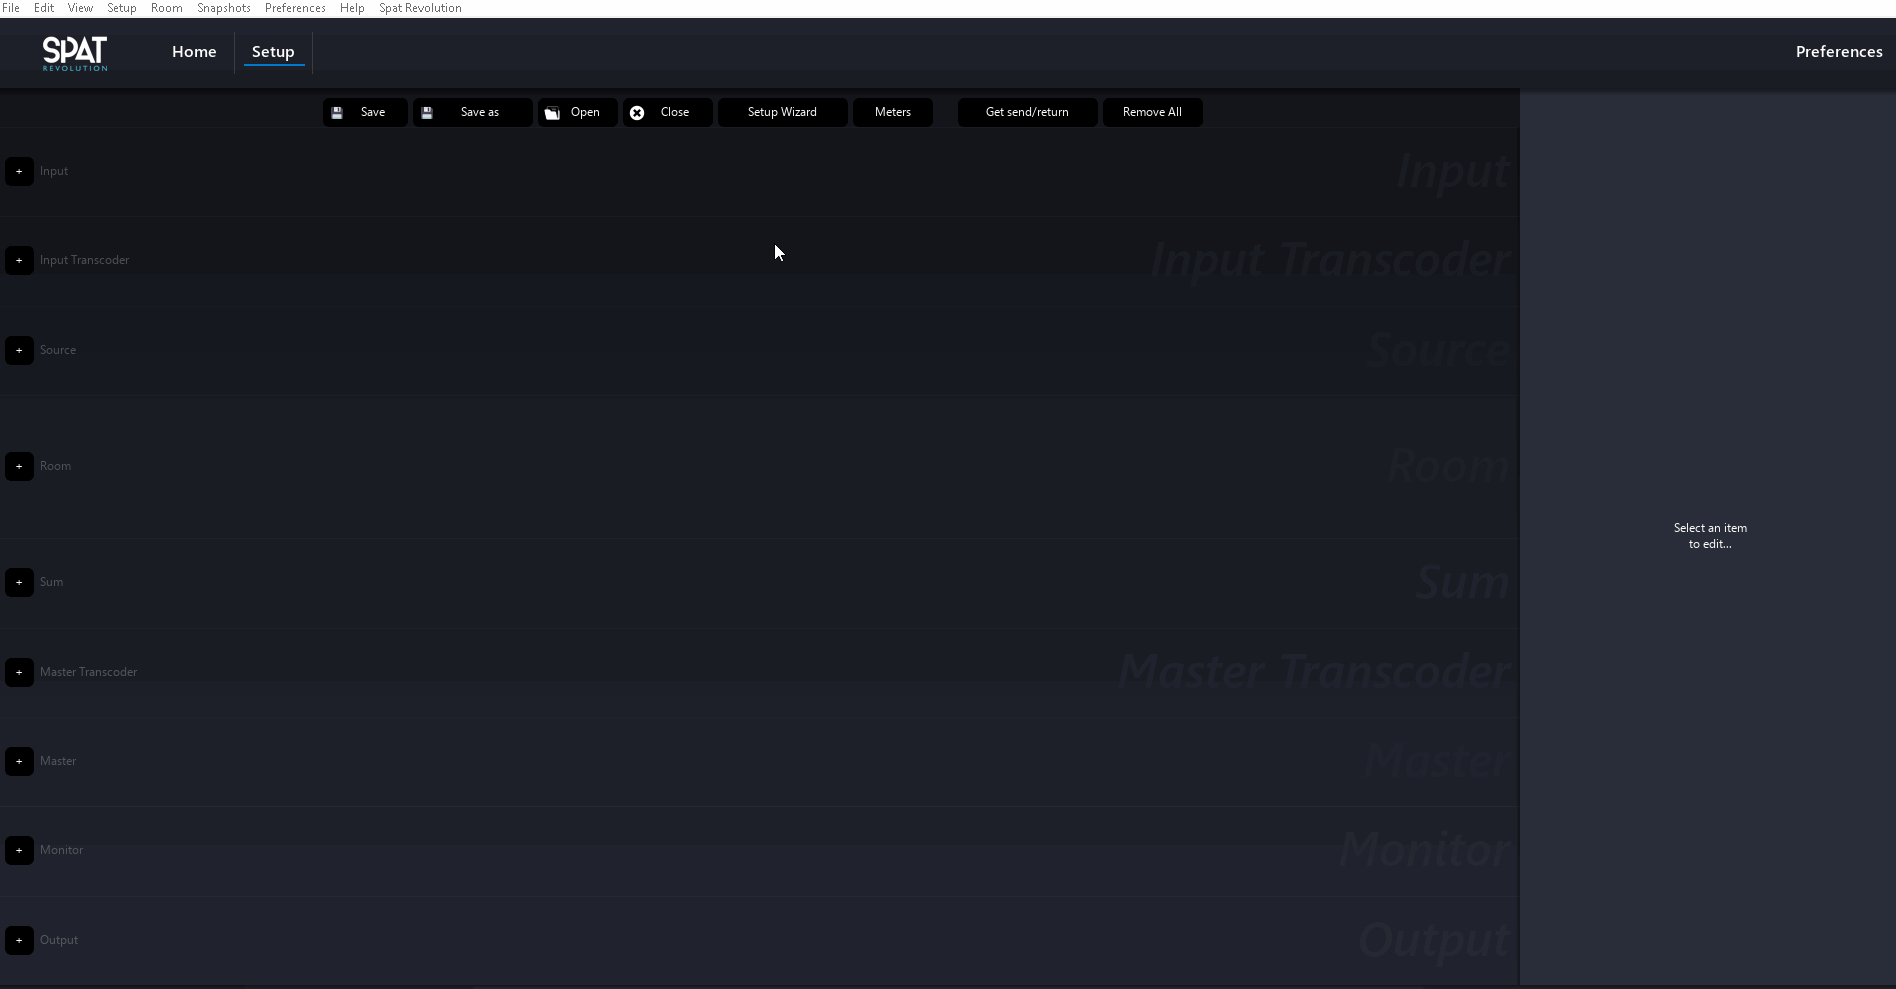 File Edit View Setup Room Snapshots Preferences Help Spat Revolution
SPAT
REVOLUTION
Home Setup Preferences
Save Save as Open Close Setup Wizard Meters Get send/return Remove All
+ Input Input
+ Input Transcoder Input Transcoder
+ Source Source
+ Room Room
Select an item
to edit...
+ Sum Sum
+ Master Transcoder Master Transcoder
+ Master Master
+ Monitor Monitor
+ Output Output